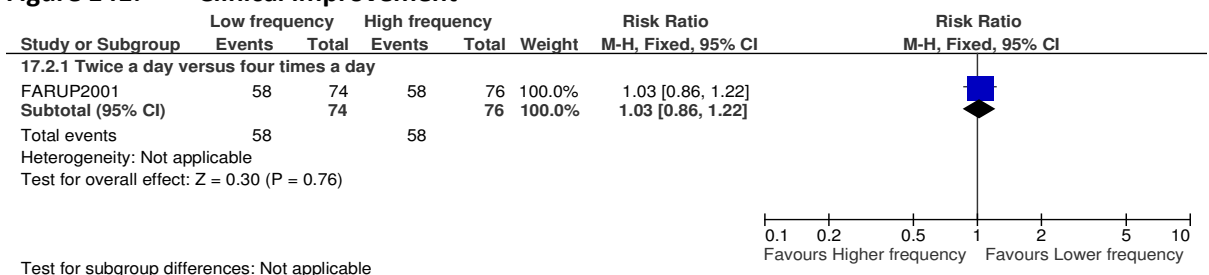 Low frequency High frequency Risk Ratio Risk Ratio
Study or Subgroup Events Total Events Total Weight M-H, Fixed, 95% CI M-H, Fixed, 95% CI
17.2.1 Twice a day versus four times a day
FARUP2001 58 74 58 76 100.0% 1.03 [0.86, 1.22]
Subtotal (95% CI) 74 76 100.0% 1.03 [0.86, 1.22]
Total events 58 58
Heterogeneity: Not applicable
Test for overall effect: Z = 0.30 (P = 0.76)
0.1 0.2 0.5 1 2 5 10
Favours Higher frequency Favours Lower frequency
Test for subgroup differences: Not applicable